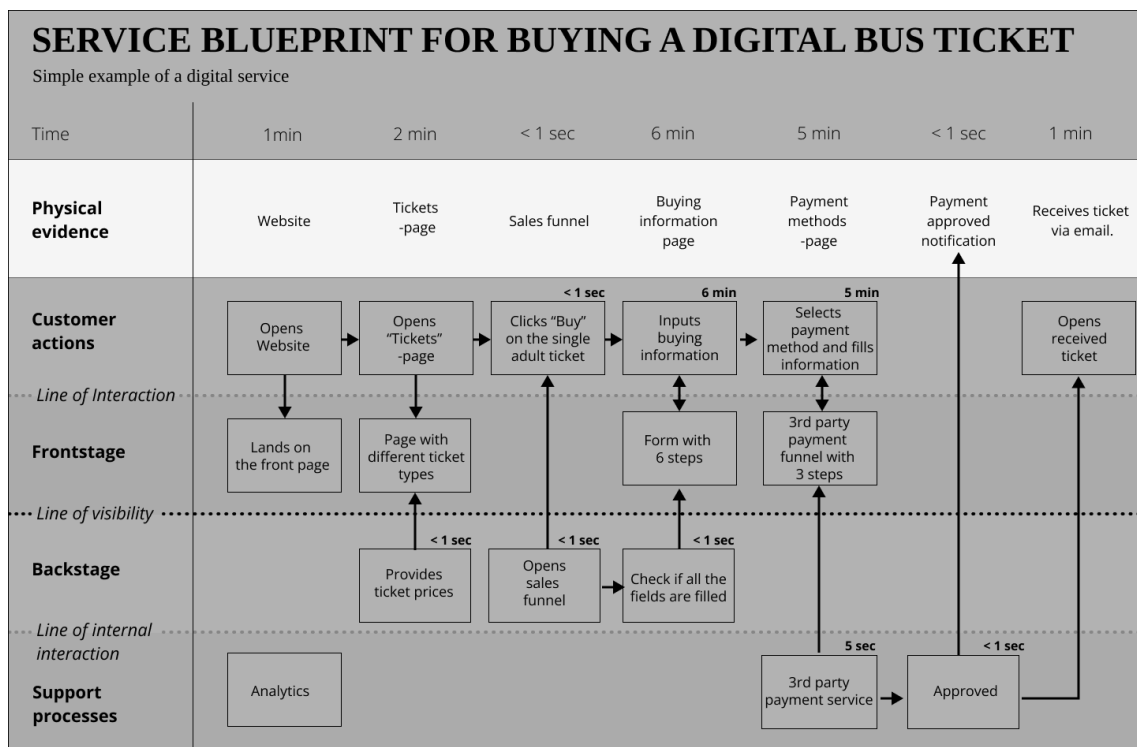 SERVICE BLUEPRINT FOR BUYING A DIGITAL BUS TICKET
Simple example of a digital service
Time
1min
2 min
< 1 sec
6 min
5 min
< 1 sec
1 min
Physical
evidence
Website
Tickets
-page
Sales funnel
Buying
information
page
Payment
methods
-page
Payment
approved
notification
Receives ticket
via email.
Customer
actions
Opens
Website
Opens
“Tickets”
-page
< 1 sec
Clicks “Buy”
on the single
adult ticket
6 min
Inputs
buying
information
5 min
Selects
payment
method and fills
information
Opens
received
ticket
Line of Interaction
Frontstage
Lands on
the front page
Page with
different ticket
types
Form with
6 steps
3rd party
payment
funnel with
3 steps
Line of visibility
Backstage
< 1 sec
Provides
ticket prices
< 1 sec
Opens
sales
funnel
< 1 sec
Check if all the
fields are filled
Line of internal
interaction
Support
processes
Analytics
5 sec
3rd party
payment service
< 1 sec
Approved